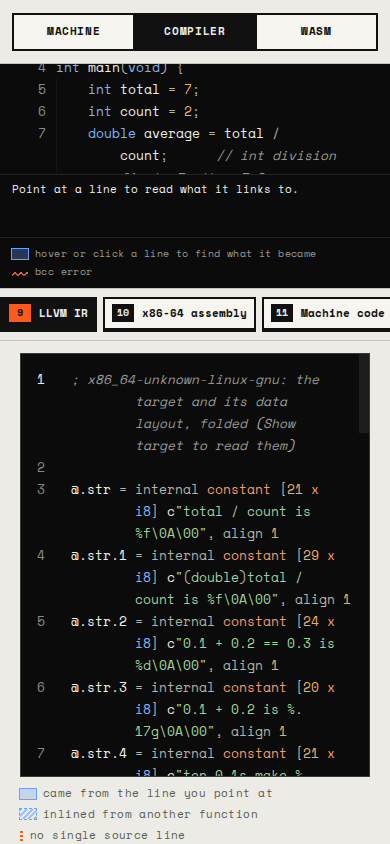 MACHINE COMPILER WASM
4 int main(void) {
5 int total = 7;
6 int count = 2;
7 double average = total /
count; // int division
Point at a line to read what it links to.
hover or click a line to find what it became
bcc error
9 LLVM IR 10 x86-64 assembly 11 Machine code
1 ; x86_64-unknown-linux-gnu: the
target and its data
layout, folded (Show
target to read them)
2
3 @.str = internal constant [21 x
i8] c"total / count is
%f\0A\00", align 1
4 @.str.1 = internal constant [29 x
i8] c"(double)total /
count is %f\0A\00", align 1
5 @.str.2 = internal constant [24 x
i8] c"0.1 + 0.2 == 0.3 is
%d\0A\00", align 1
6 @.str.3 = internal constant [20 x
i8] c"0.1 + 0.2 is %.
17g\0A\00", align 1
7 @.str.4 = internal constant [21 x
i8] c"ten 0.1s make %.
came from the line you point at
inlined from another function
no single source line